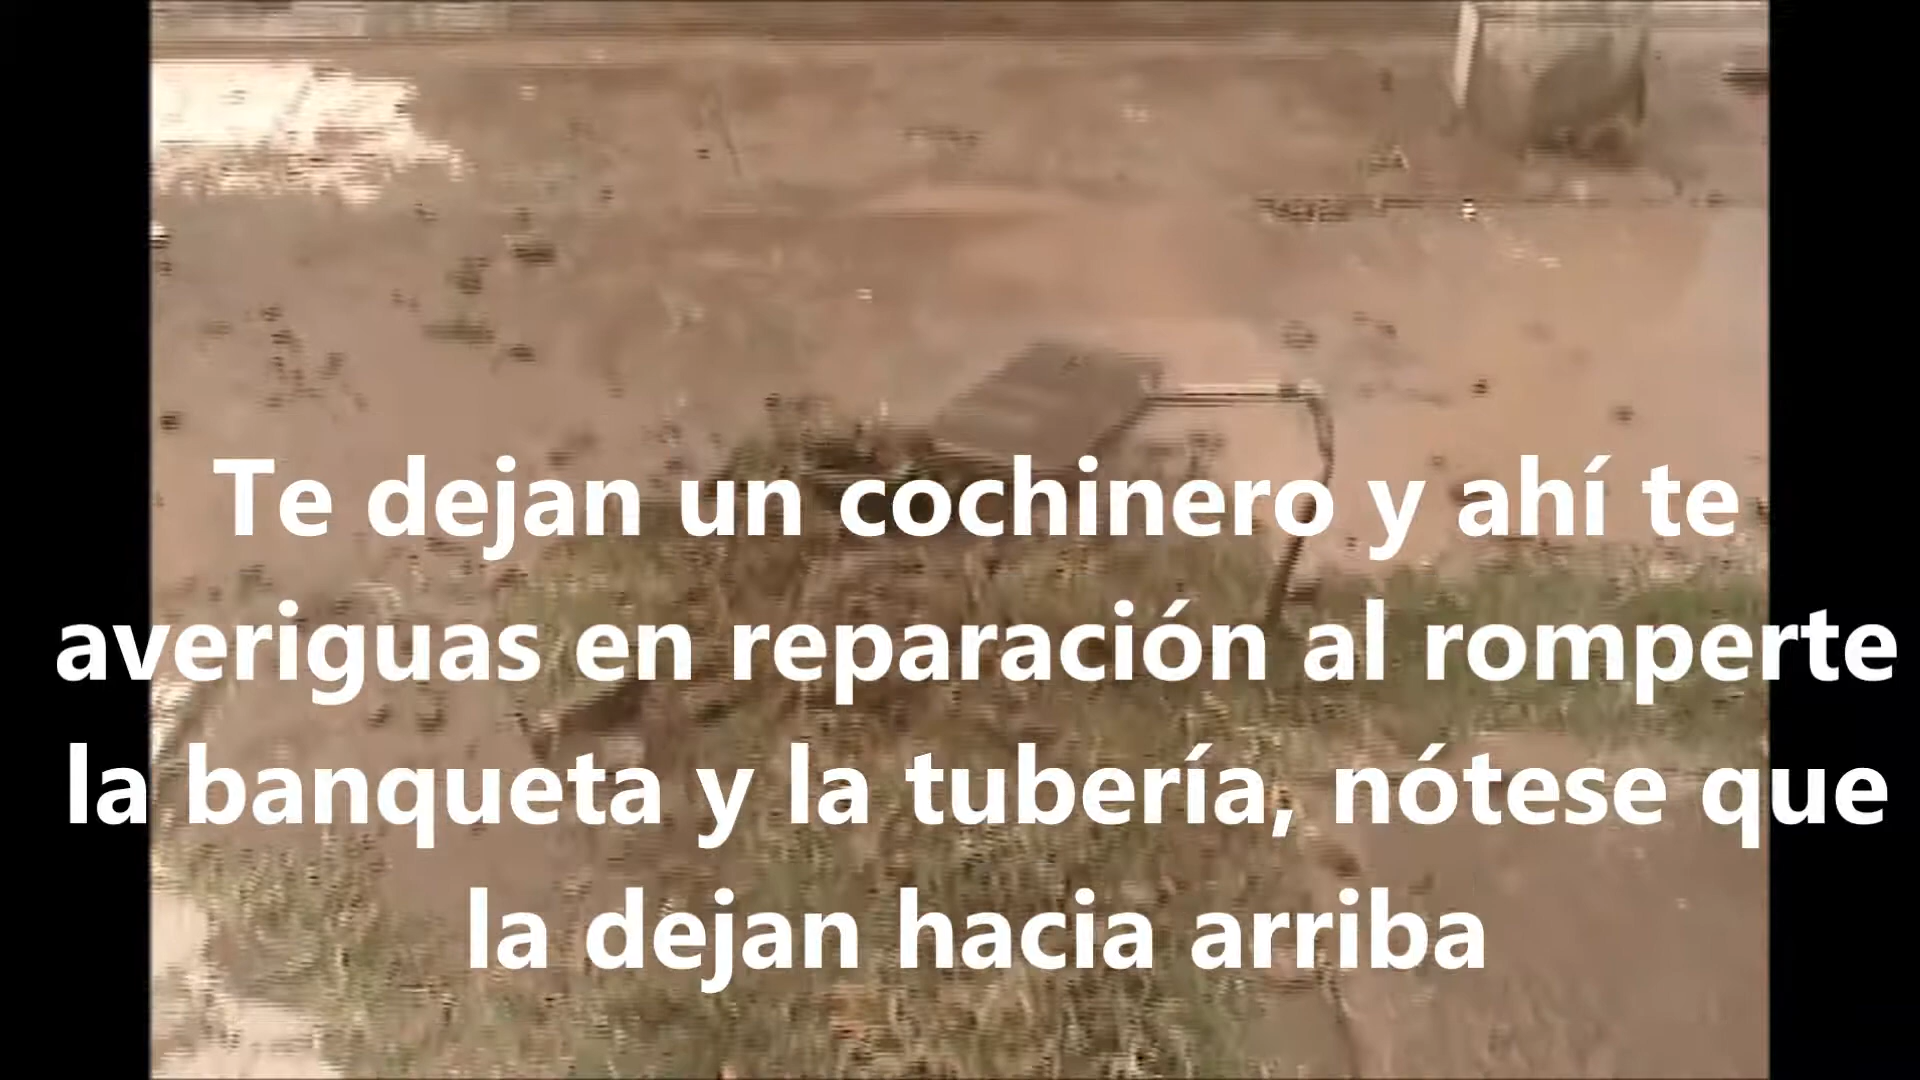 Te dejan un cochinero y ahí te
averiguas en reparación al romperte
la banqueta y la tubería, nótese que
la dejan hacia arriba